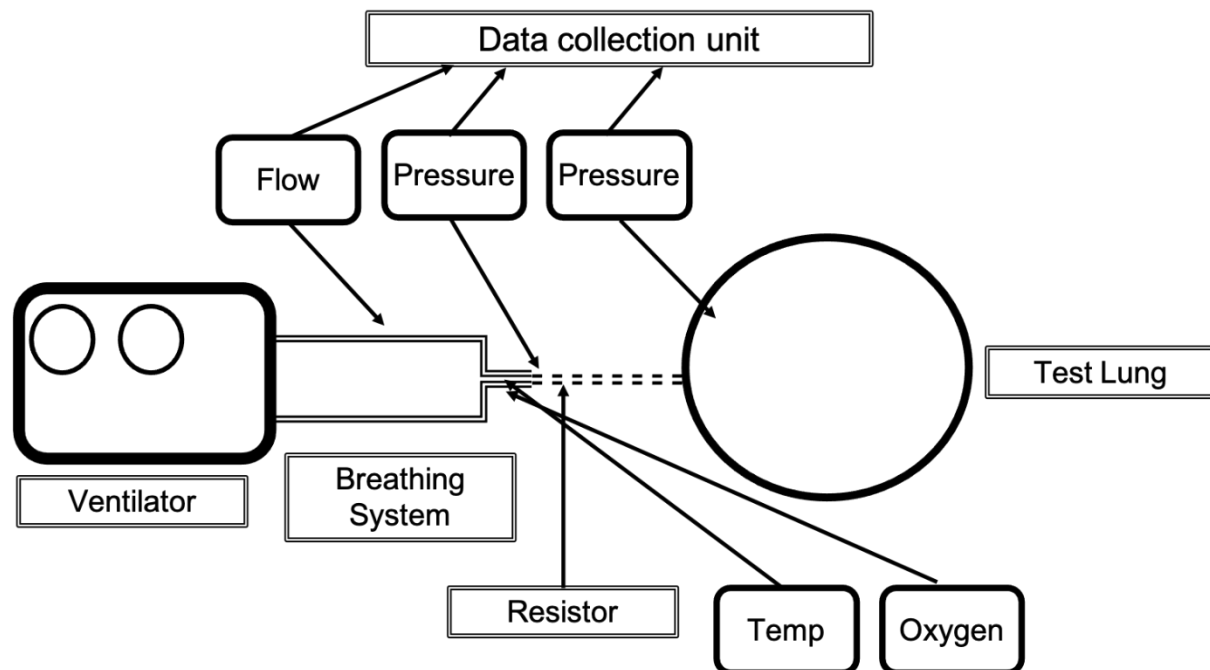 Data collection unit
Flow
Pressure
Pressure
Test Lung
Ventilator
Breathing
System
Resistor
Temp
Oxygen